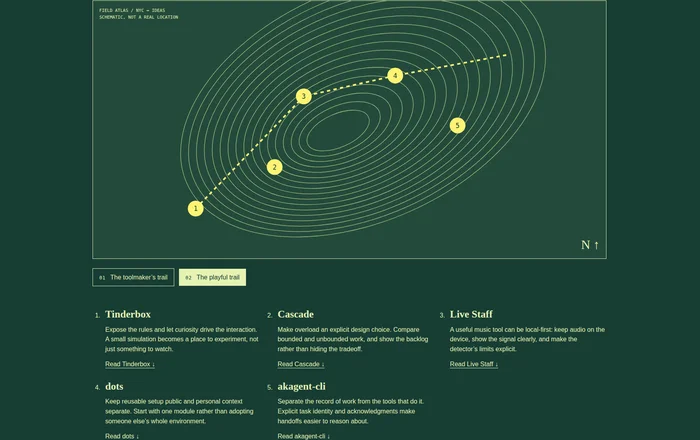 FIELD ATLAS / NYC ↔ IDEAS
SCHEMATIC, NOT A REAL LOCATION
4
3
5
2
1
N ↑
01 The toolmaker's trail
02 The playful trail
1. Tinderbox
Expose the rules and let curiosity drive the interaction.
A small simulation becomes a place to experiment, not
just something to watch.
Read Tinderbox ↓
2. Cascade
Make overload an explicit design choice. Compare
bounded and unbounded work, and show the backlog
rather than hiding the tradeoff.
Read Cascade ↓
3. Live Staff
A useful music tool can be local-first: keep audio on the
device, show the signal clearly, and make the
detector's limits explicit.
Read Live Staff ↓
4. dots
Keep reusable setup public and personal context
separate. Start with one module rather than adopting
someone else's whole environment.
Read dots ↓
5. akagent-cli
Separate the record of work from the tools that do it.
Explicit task identity and acknowledgments make
handoffs easier to reason about.
Read akagent-cli ↓